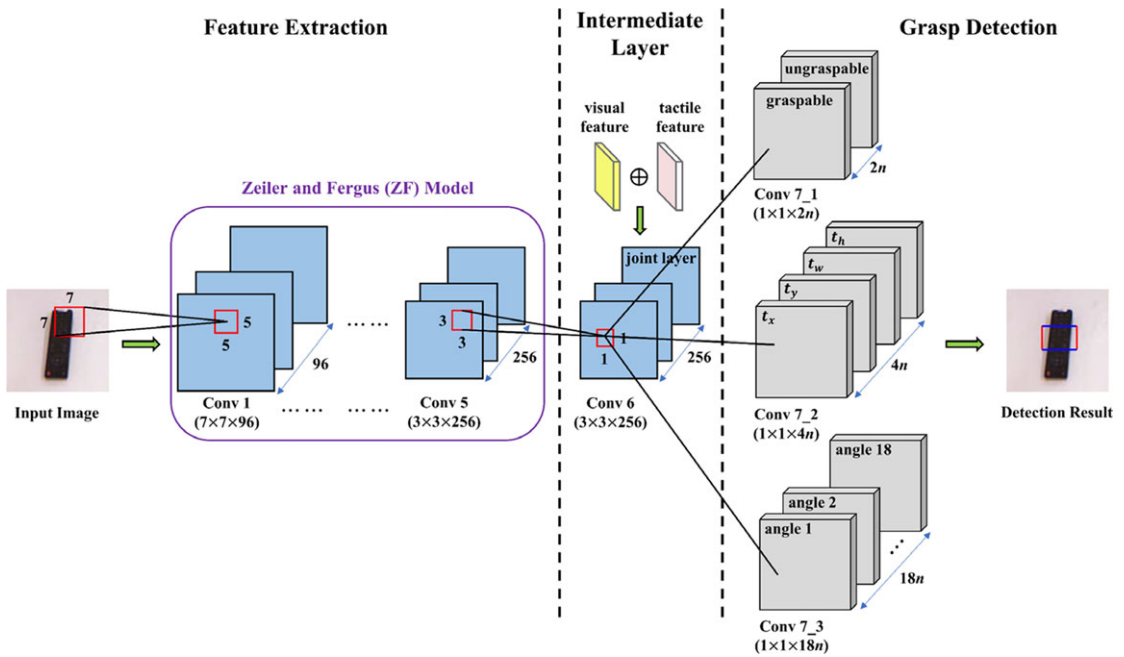 Feature Extraction
Intermediate
Layer
Grasp Detection
Zeiler and Fergus (ZF) Model
7
7
Input Image
5
5
96
Conv 1
(7×7×96)
…… ……
…… ……
3
3
256
Conv 5
(3×3×256)
visual
feature
tactile
feature
⊕
joint layer
1
1
256
Conv 6
(3×3×256)
ungraspable
graspable
2n
Conv 7_1
(1×1×2n)
t_h
t_w
t_y
t_x
4n
Conv 7_2
(1×1×4n)
angle 18
angle 2
angle 1
…
18n
Conv 7_3
(1×1×18n)
Detection Result